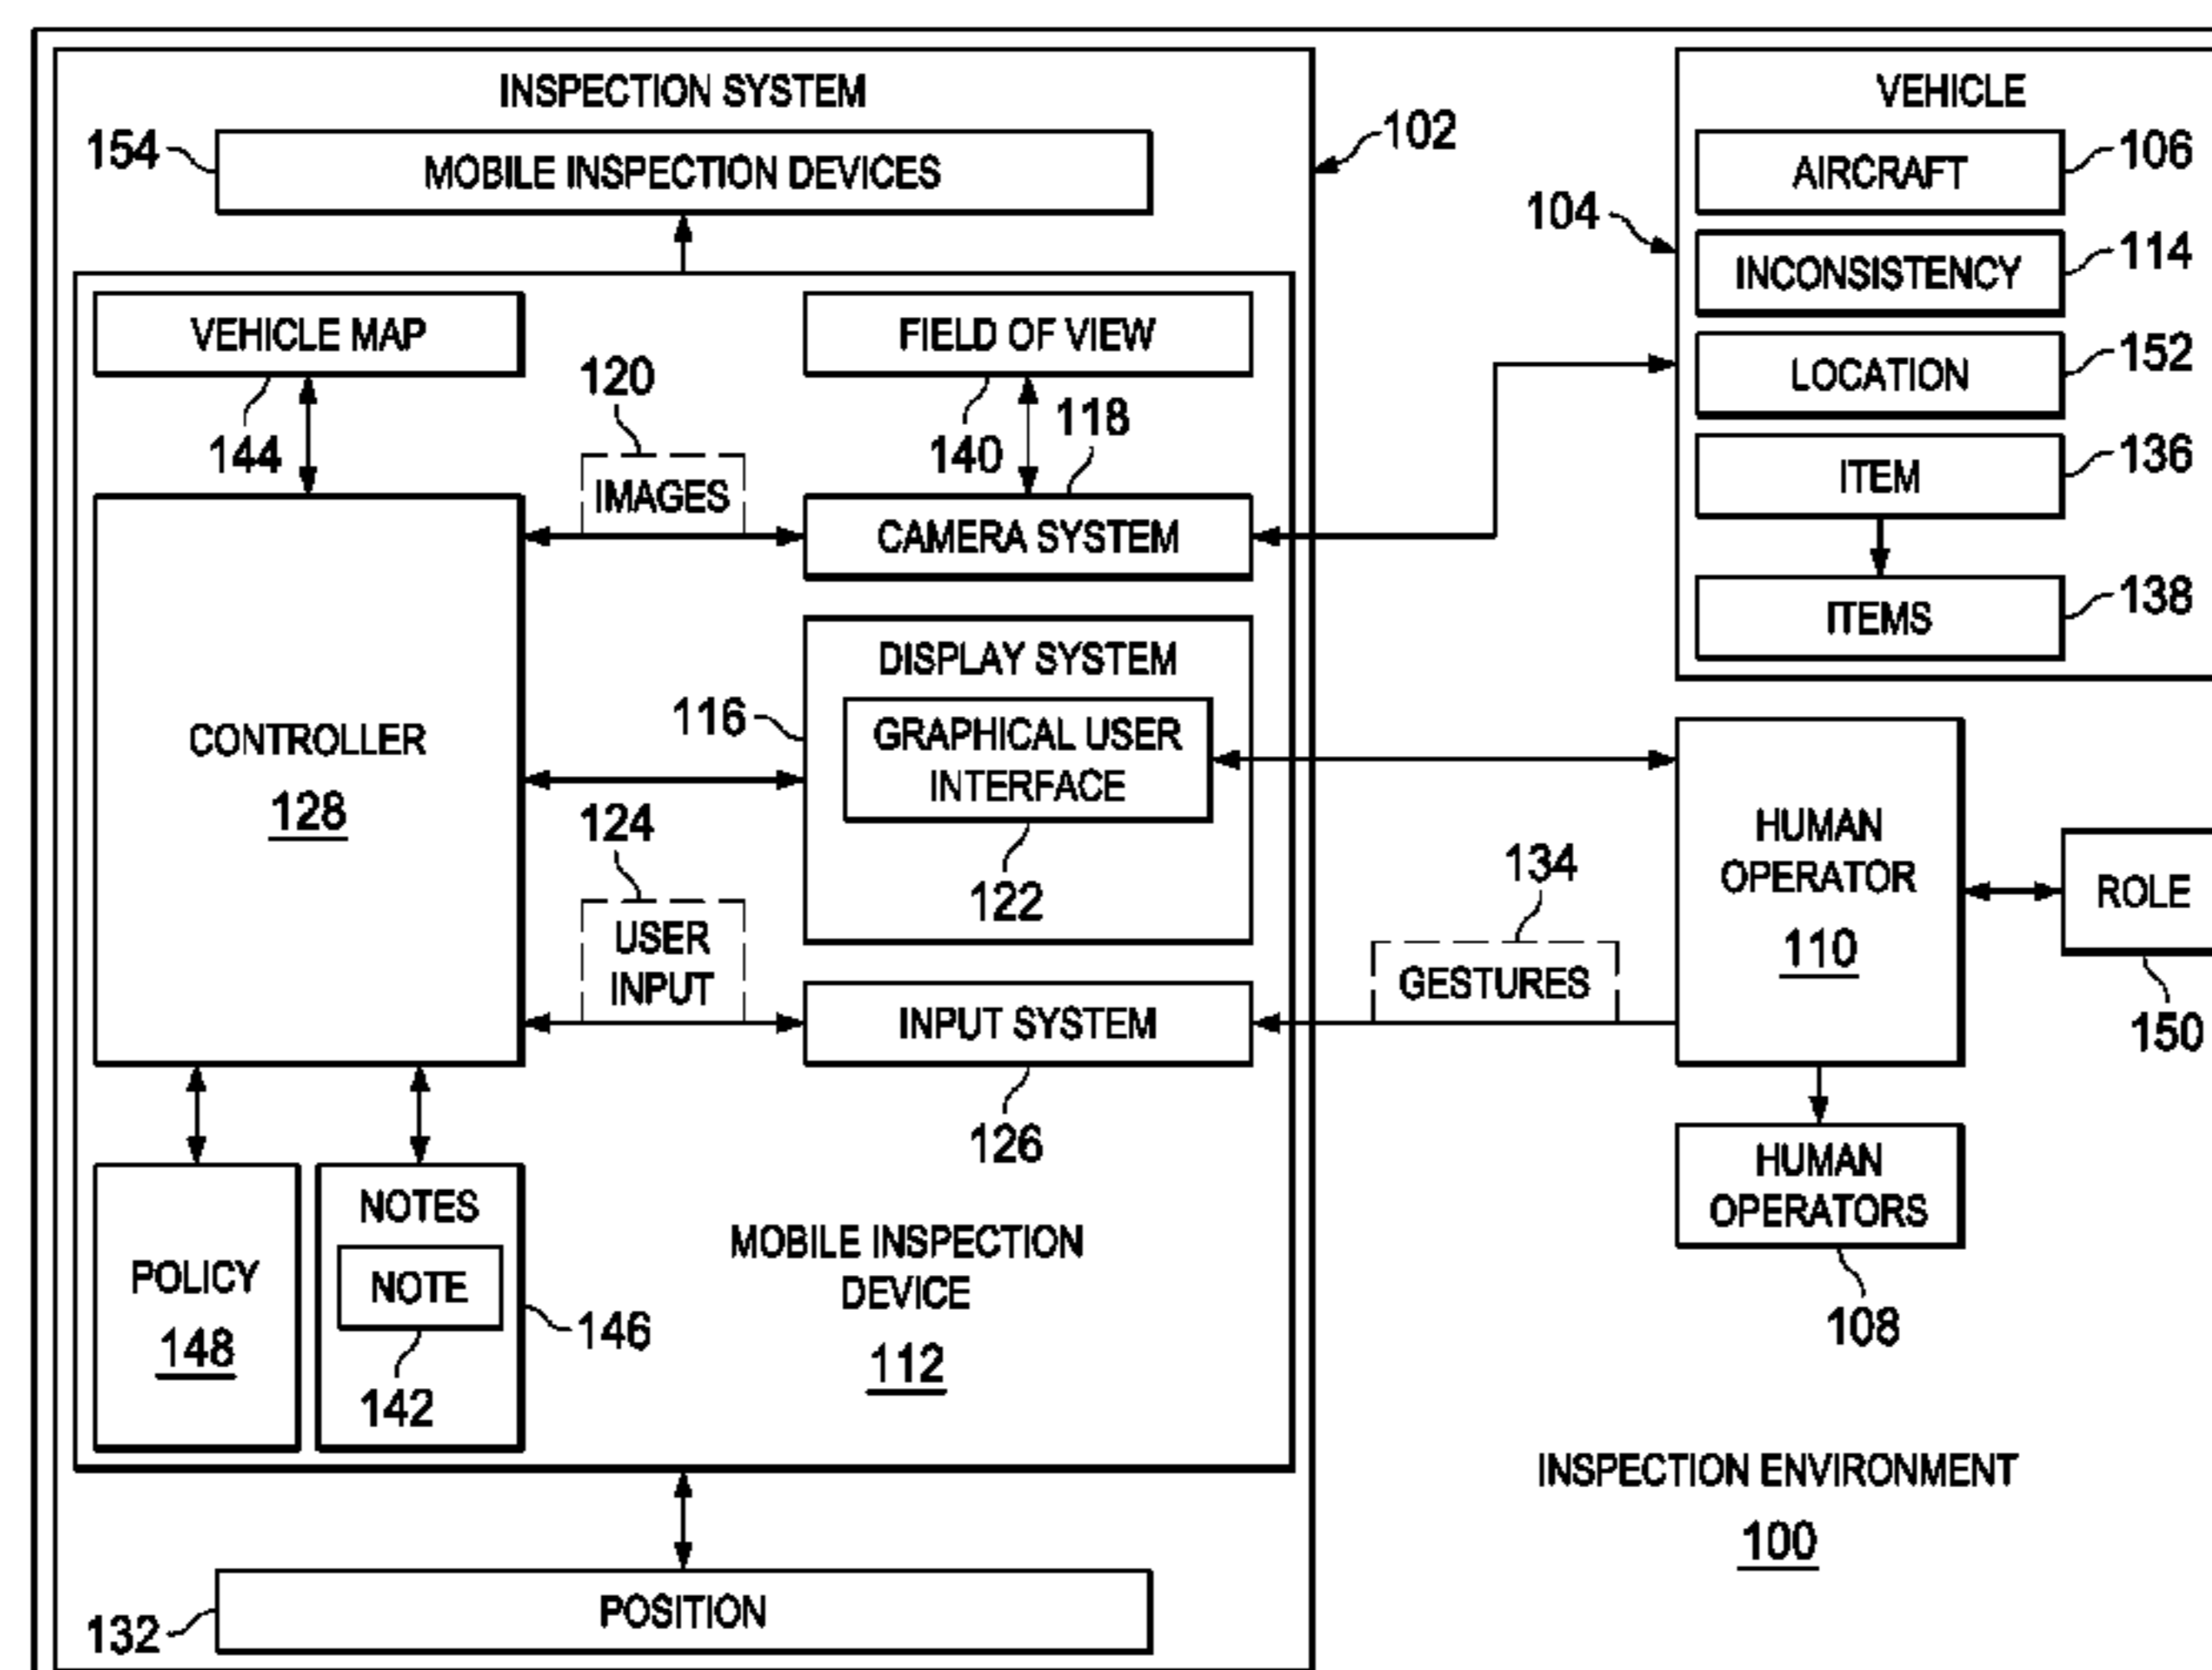 INSPECTION SYSTEM
154
MOBILE INSPECTION DEVICES
102
VEHICLE MAP
144
FIELD OF VIEW
140
120
IMAGES
118
CAMERA SYSTEM
CONTROLLER
128
DISPLAY SYSTEM
116
GRAPHICAL USER
INTERFACE
122
124
USER
INPUT
INPUT SYSTEM
126
POLICY
148
NOTES
NOTE
142
146
MOBILE INSPECTION
DEVICE
112
132
POSITION
VEHICLE
104
AIRCRAFT
106
INCONSISTENCY
114
LOCATION
152
ITEM
136
ITEMS
138
134
GESTURES
HUMAN
OPERATOR
110
ROLE
150
HUMAN
OPERATORS
108
INSPECTION ENVIRONMENT
100